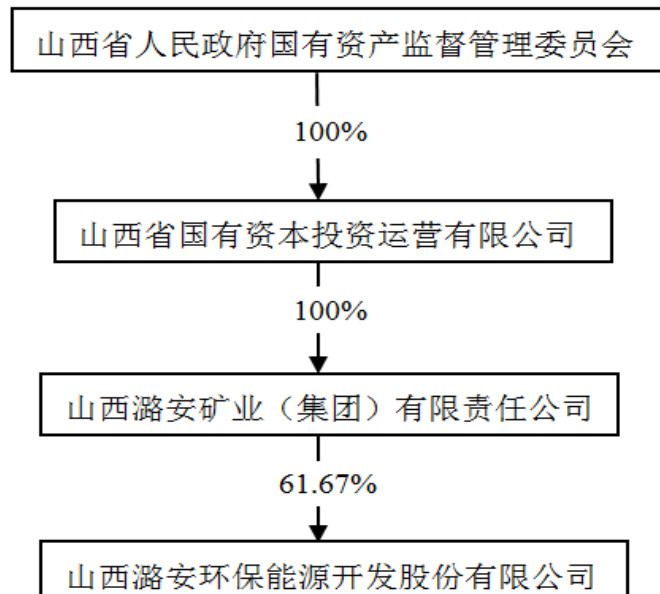 山西省人民政府国有资产监督管理委员会
100%
山西省国有资本投资运营有限公司
100%
山西潞安矿业（集团）有限责任公司
61.67%
山西潞安环保能源开发股份有限公司